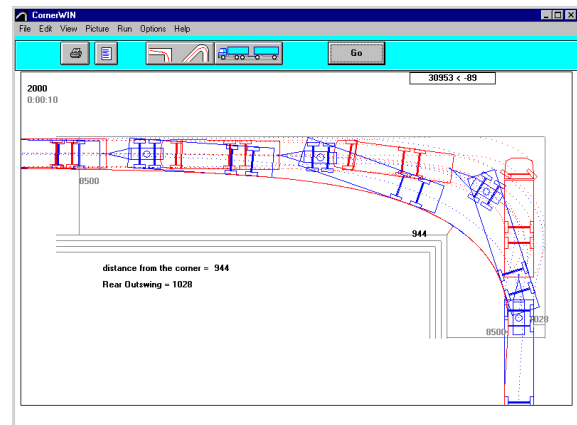 CornerWIN
File Edit View Picture Run Options Help
Go
30953 < -89
2000
0:00:10
8500
944
distance from the corner = 944
Rear Outswing = 1028
1028
8500